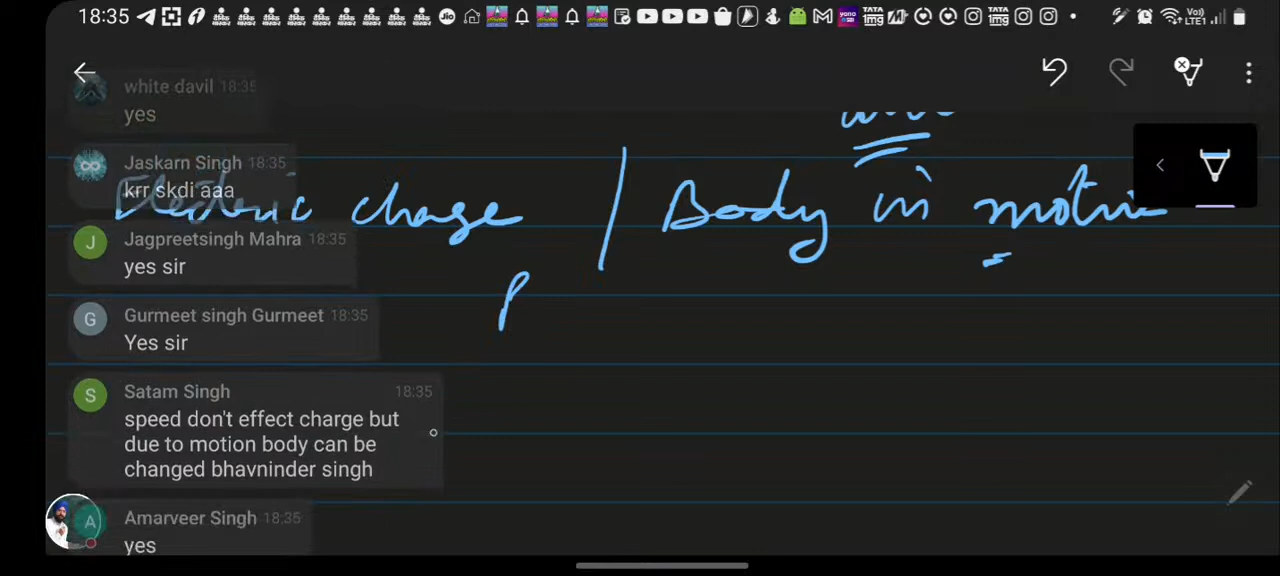 18:35
white davil 18:35
yes
Jaskarn Singh 18:35
krr skdi aaa
Electeric charge / Body in motion
Jagpreetsingh Mahra 18:35
yes sir
p
Gurmeet singh Gurmeet 18:35
Yes sir
Satam Singh 18:35
speed don't effect charge but
due to motion body can be
changed bhavninder singh
A
Amarveer Singh 18:35
yes